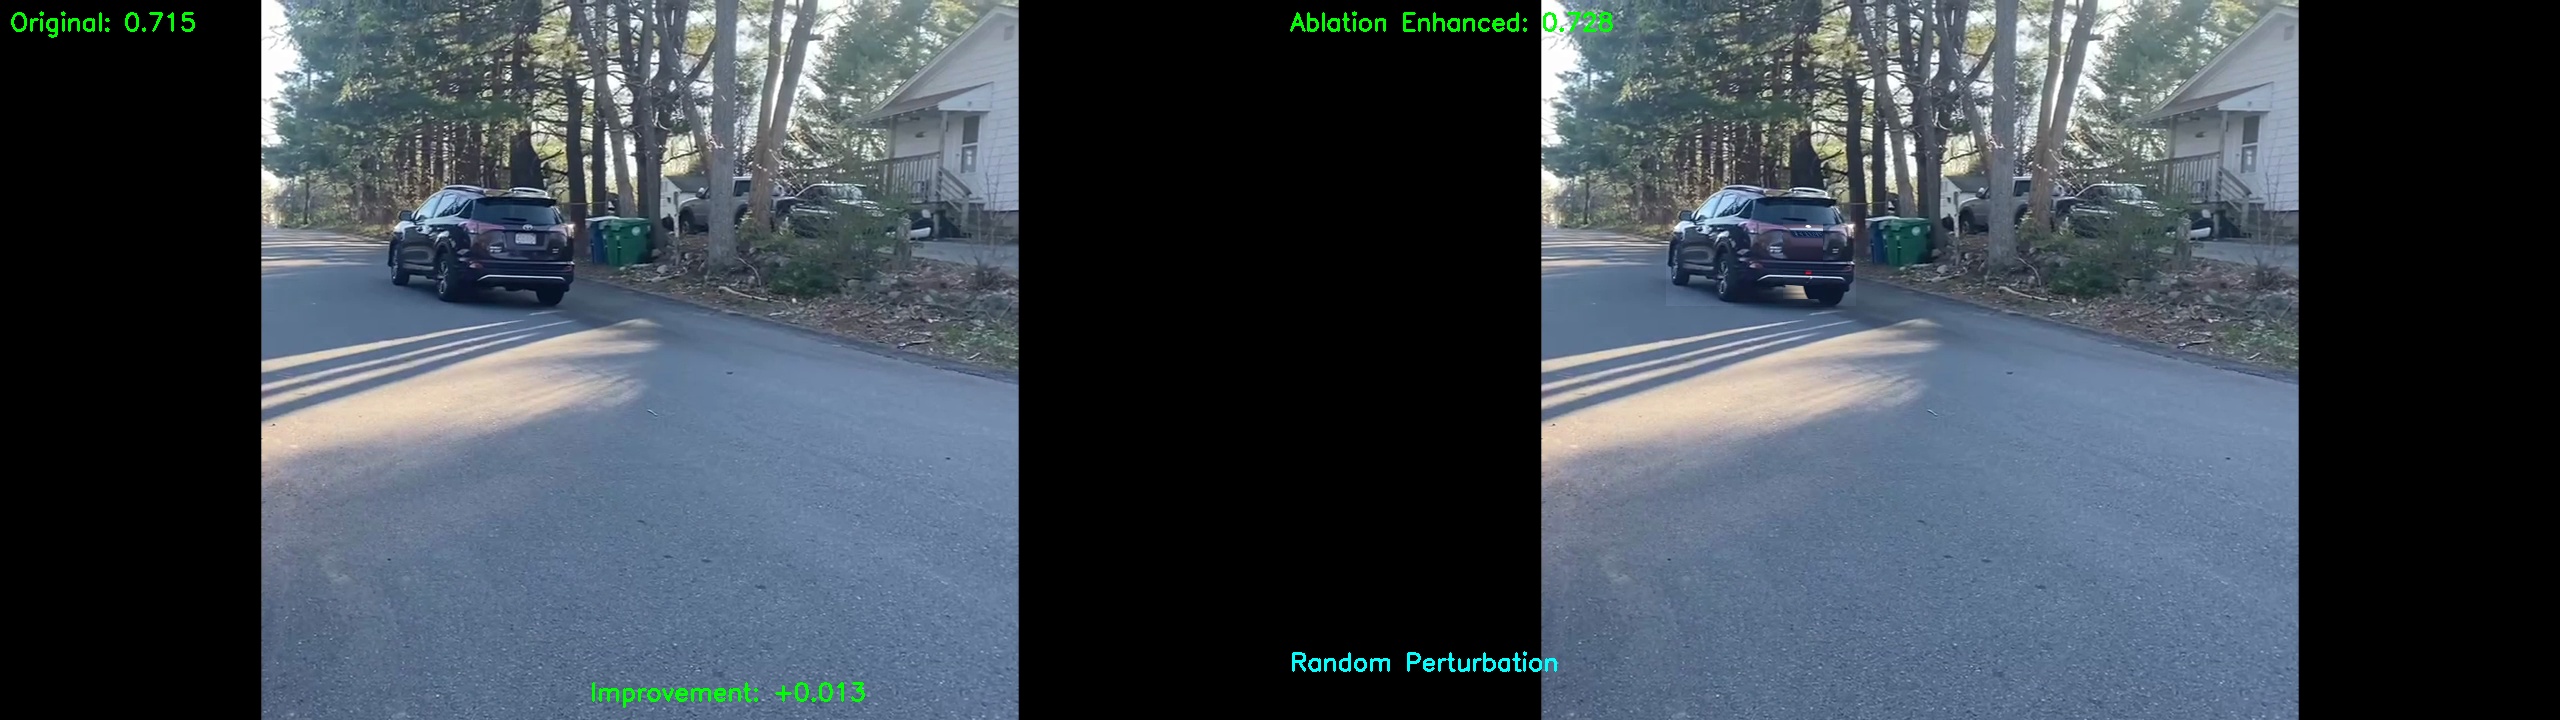 Original: 0.715
Ablation Enhanced: 0.728
Random Perturbation
Improvement: +0.013